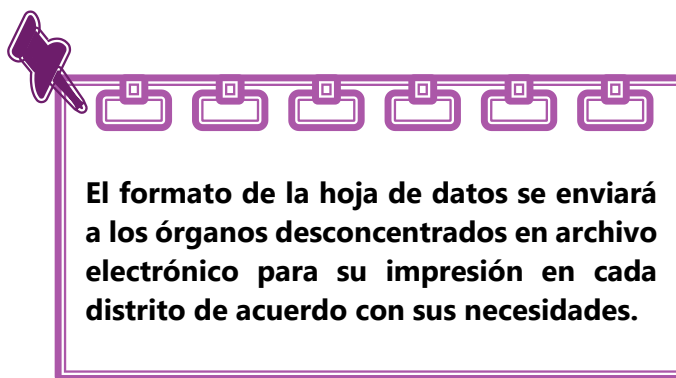 El formato de la hoja de datos se enviará
a los órganos desconcentrados en archivo
electrónico para su impresión en cada
distrito de acuerdo con sus necesidades.